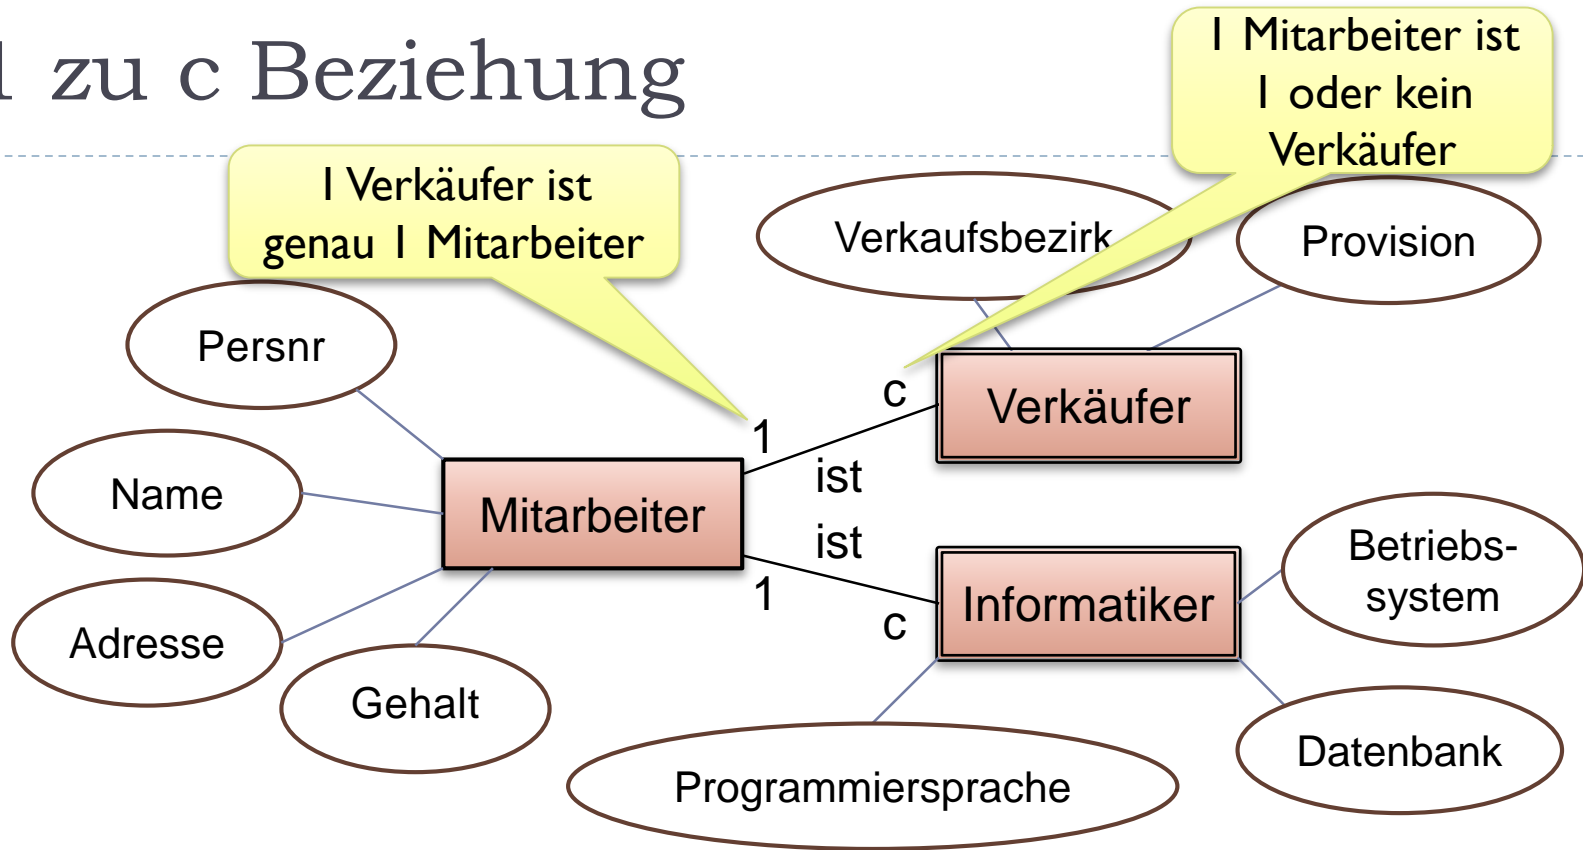 1 zu c Beziehung
1 Mitarbeiter ist
1 oder kein
Verkäufer
1 Verkäufer ist
genau 1 Mitarbeiter
Verkaufsbezirk
Provision
Persnr
c
Verkäufer
1
ist
Name
Mitarbeiter
ist
Betriebs-
system
1
c
Informatiker
Adresse
Gehalt
Programmiersprache
Datenbank